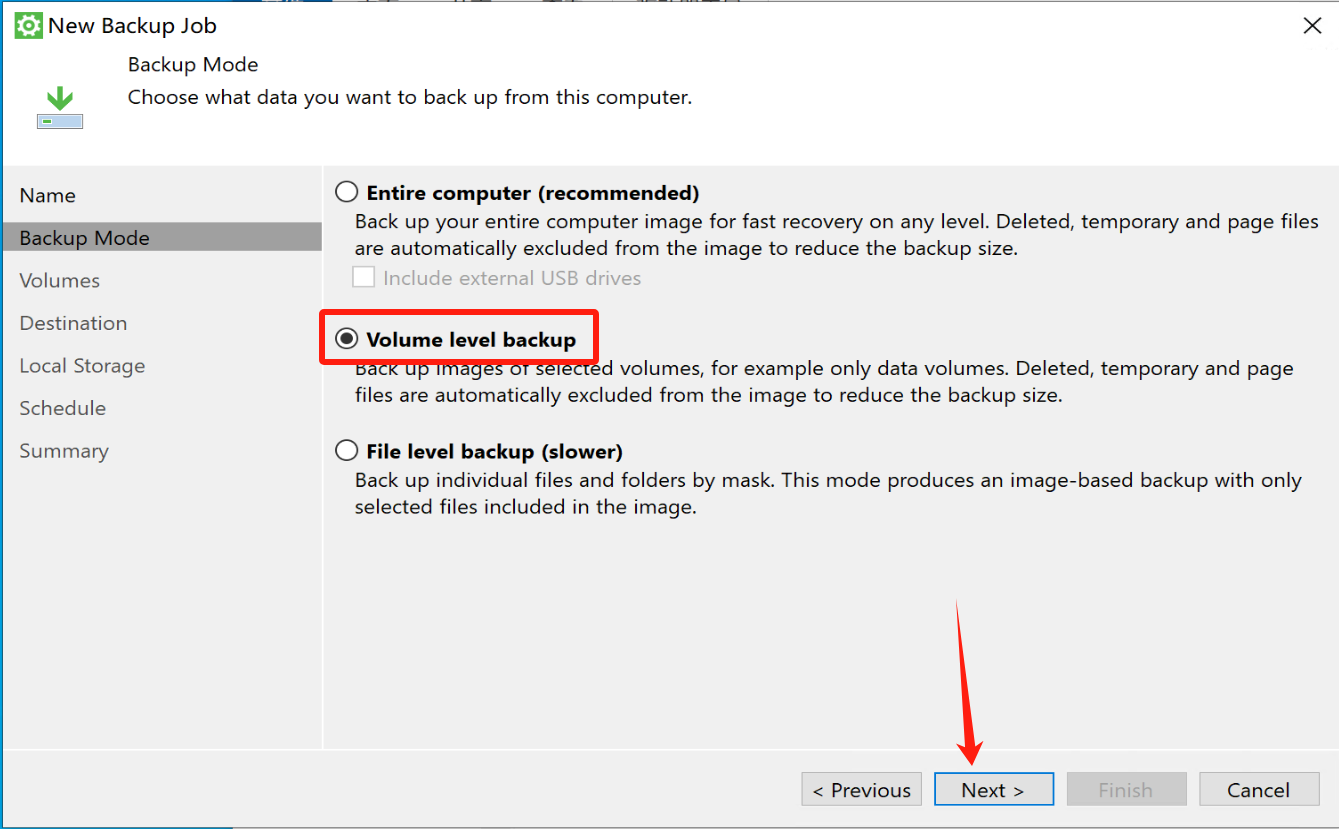 New Backup Job
Backup Mode
Choose what data you want to back up from this computer.
Name
Backup Mode
Volumes
Destination
Local Storage
Schedule
Summary
Entire computer (recommended)
Back up your entire computer image for fast recovery on any level. Deleted, temporary and page files
are automatically excluded from the image to reduce the backup size.
Include external USB drives
Volume level backup
Back up images of selected volumes, for example only data volumes. Deleted, temporary and page
files are automatically excluded from the image to reduce the backup size.
File level backup (slower)
Back up individual files and folders by mask. This mode produces an image-based backup with only
selected files included in the image.
< Previous
Next >
Finish
Cancel